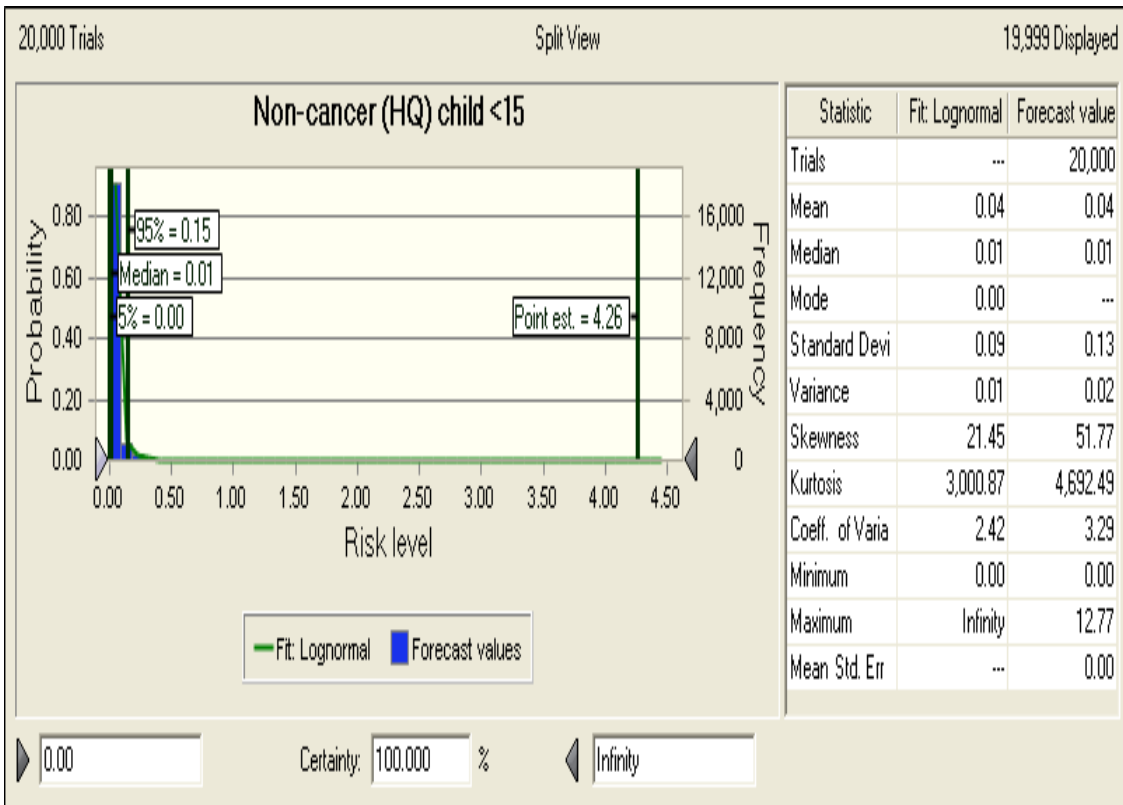 20,000 Trials Split View 19,999 Displayed
Non-cancer (HQ) child <15
Probability
0.80
0.60
0.40
0.20
0.00
95% = 0.15
Median = 0.01
5% = 0.00
Point est. = 4.26
16,000
12,000
8,000
4,000
0
Frequency
0.00 0.50 1.00 1.50 2.00 2.50 3.00 3.50 4.00 4.50
Risk level
Fit: Lognormal Forecast values
Statistic Fit: Lognormal Forecast value
Trials --- 20,000
Mean 0.04 0.04
Median 0.01 0.01
Mode 0.00 ---
Standard Devi 0.09 0.13
Variance 0.01 0.02
Skewness 21.45 51.77
Kurtosis 3,000.87 4,692.49
Coeff. of Varia 2.42 3.29
Minimum 0.00 0.00
Maximum Infinity 12.77
Mean Std. Err --- 0.00
0.00 Certainty: 100.000 % Infinity